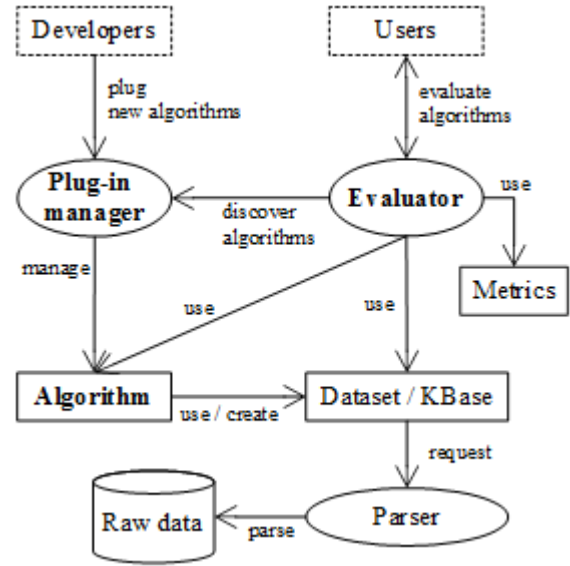 Developers
Users
plug
new algorithms
evaluate
algorithms
Plug-in
manager
Evaluator
use
discover
algorithms
manage
use
use
Metrics
Algorithm
Dataset / KBase
use / create
request
Raw data
parse
Parser